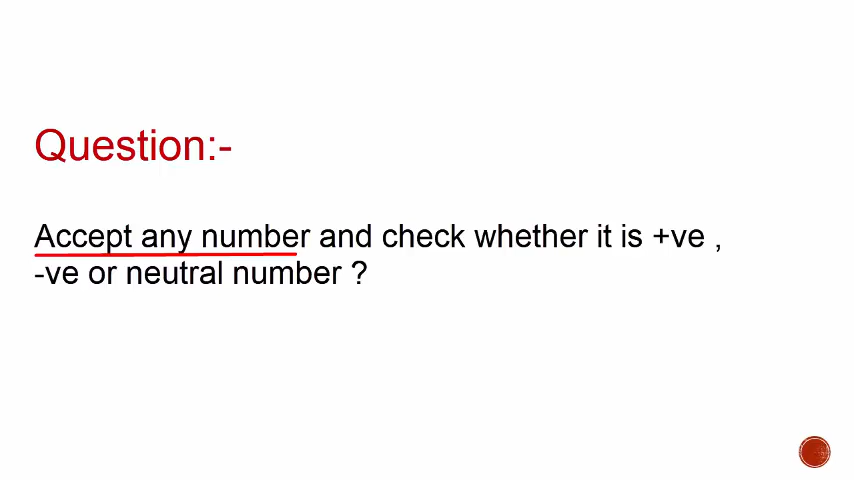 Question:-
Accept any number and check whether it is +ve ,
-ve or neutral number ?